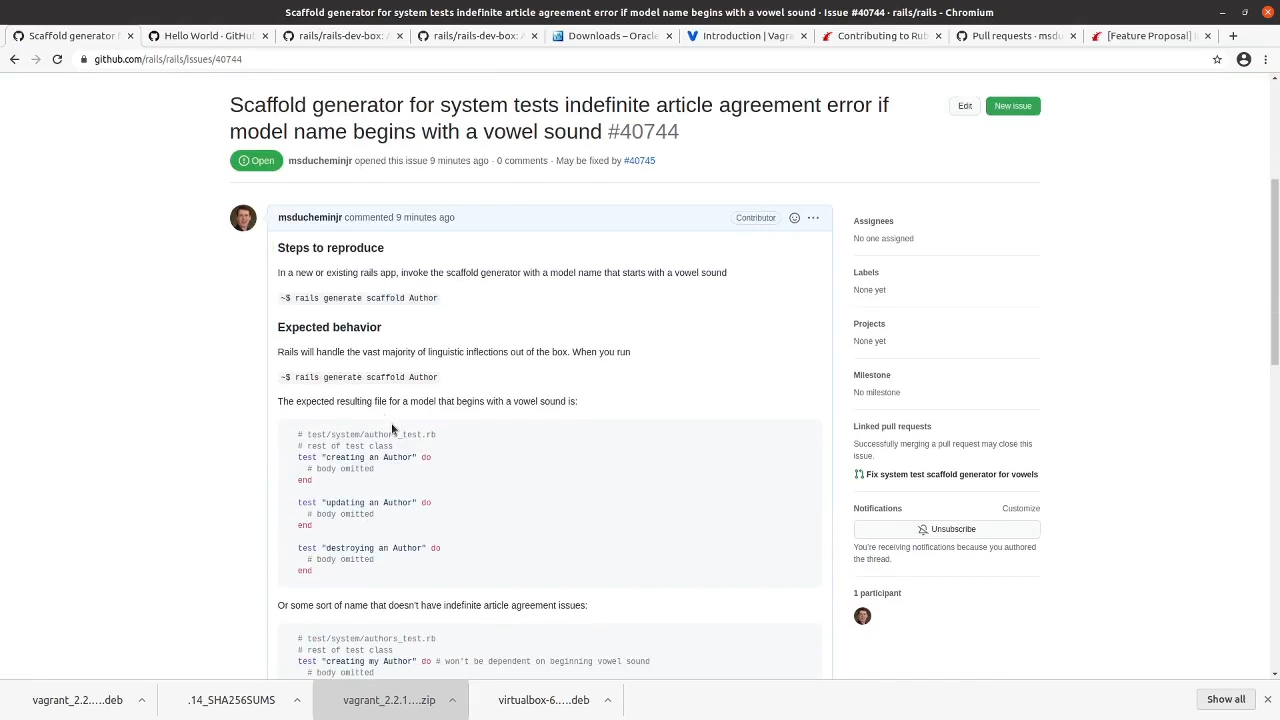 Scaffold generator for system tests indefinite article agreement error if model name begins with a vowel sound · Issue #40744 · rails/rails - Chromium
Scaffold generator f
Hello World · GitHu
rails/rails-dev-box: A
rails/rails-dev-box: A
Downloads – Oracle
Introduction | Vagra
Contributing to Rub
Pull requests · msdu
[Feature Proposal] I
github.com/rails/rails/issues/40744
Scaffold generator for system tests indefinite article agreement error if
model name begins with a vowel sound #40744
Edit
New issue
Open
msducheminjr opened this issue 9 minutes ago · 0 comments · May be fixed by #40745
msducheminjr commented 9 minutes ago
Contributor
Steps to reproduce
In a new or existing rails app, invoke the scaffold generator with a model name that starts with a vowel sound
~$ rails generate scaffold Author
Expected behavior
Rails will handle the vast majority of linguistic inflections out of the box. When you run
~$ rails generate scaffold Author
The expected resulting file for a model that begins with a vowel sound is:
# test/system/authors_test.rb
# rest of test class
test "creating an Author" do
# body omitted
end
test "updating an Author" do
# body omitted
end
test "destroying an Author" do
# body omitted
end
Or some sort of name that doesn't have indefinite article agreement issues:
# test/system/authors_test.rb
# rest of test class
test "creating my Author" do # won't be dependent on beginning vowel sound
# body omitted
Assignees
No one assigned
Labels
None yet
Projects
None yet
Milestone
No milestone
Linked pull requests
Successfully merging a pull request may close this
issue.
Fix system test scaffold generator for vowels
Notifications
Customize
Unsubscribe
You're receiving notifications because you authored
the thread.
1 participant
vagrant_2.2.….deb
.14_SHA256SUMS
vagrant_2.2.1….zip
virtualbox-6.….deb
Show all